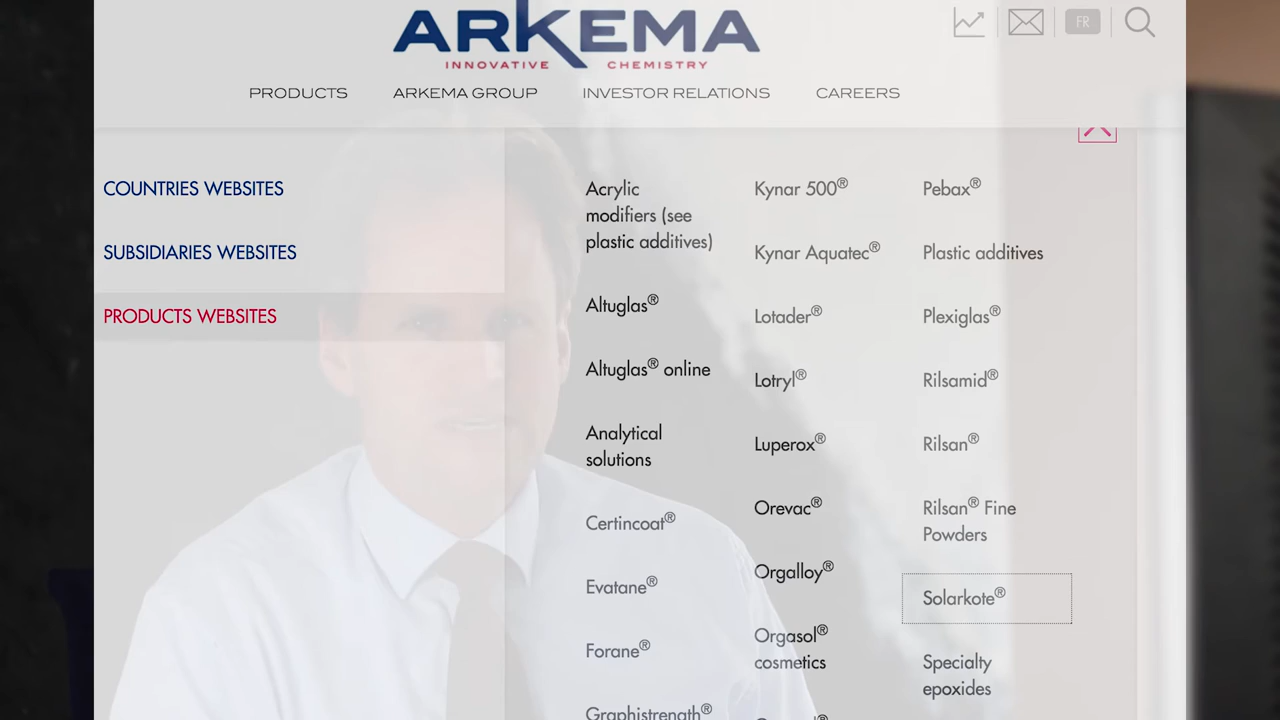 ARKEMA
INNOVATIVE CHEMISTRY
FR
PRODUCTS
ARKEMA GROUP
INVESTOR RELATIONS
CAREERS
COUNTRIES WEBSITES
SUBSIDIARIES WEBSITES
PRODUCTS WEBSITES
Acrylic
modifiers (see
plastic additives)
Altuglas®
Altuglas® online
Analytical
solutions
Certincoat®
Evatane®
Forane®
Graphistrength®
Kynar 500®
Kynar Aquatec®
Lotader®
Lotryl®
Luperox®
Orevac®
Orgalloy®
Orgasol®
cosmetics
Pebax®
Plastic additives
Plexiglas®
Rilsamid®
Rilsan®
Rilsan® Fine
Powders
Solarkote®
Specialty
epoxides